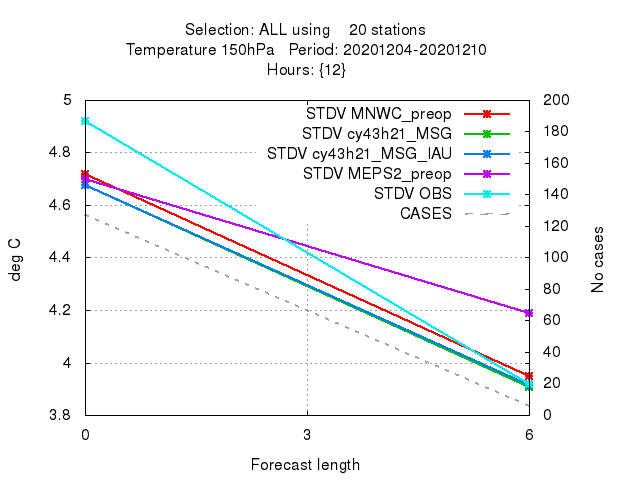 Selection: ALL using 20 stations
Temperature 150hPa Period: 20201204-20201210
Hours: {12}
STDV MNWC_preop
STDV cy43h21_MSG
STDV cy43h21_MSG_IAU
STDV MEPS2_preop
STDV OBS
CASES
5
4.8
4.6
4.4
4.2
4
3.8
deg C
200
180
160
140
120
100
80
60
40
20
0
No cases
0 3 6
Forecast length